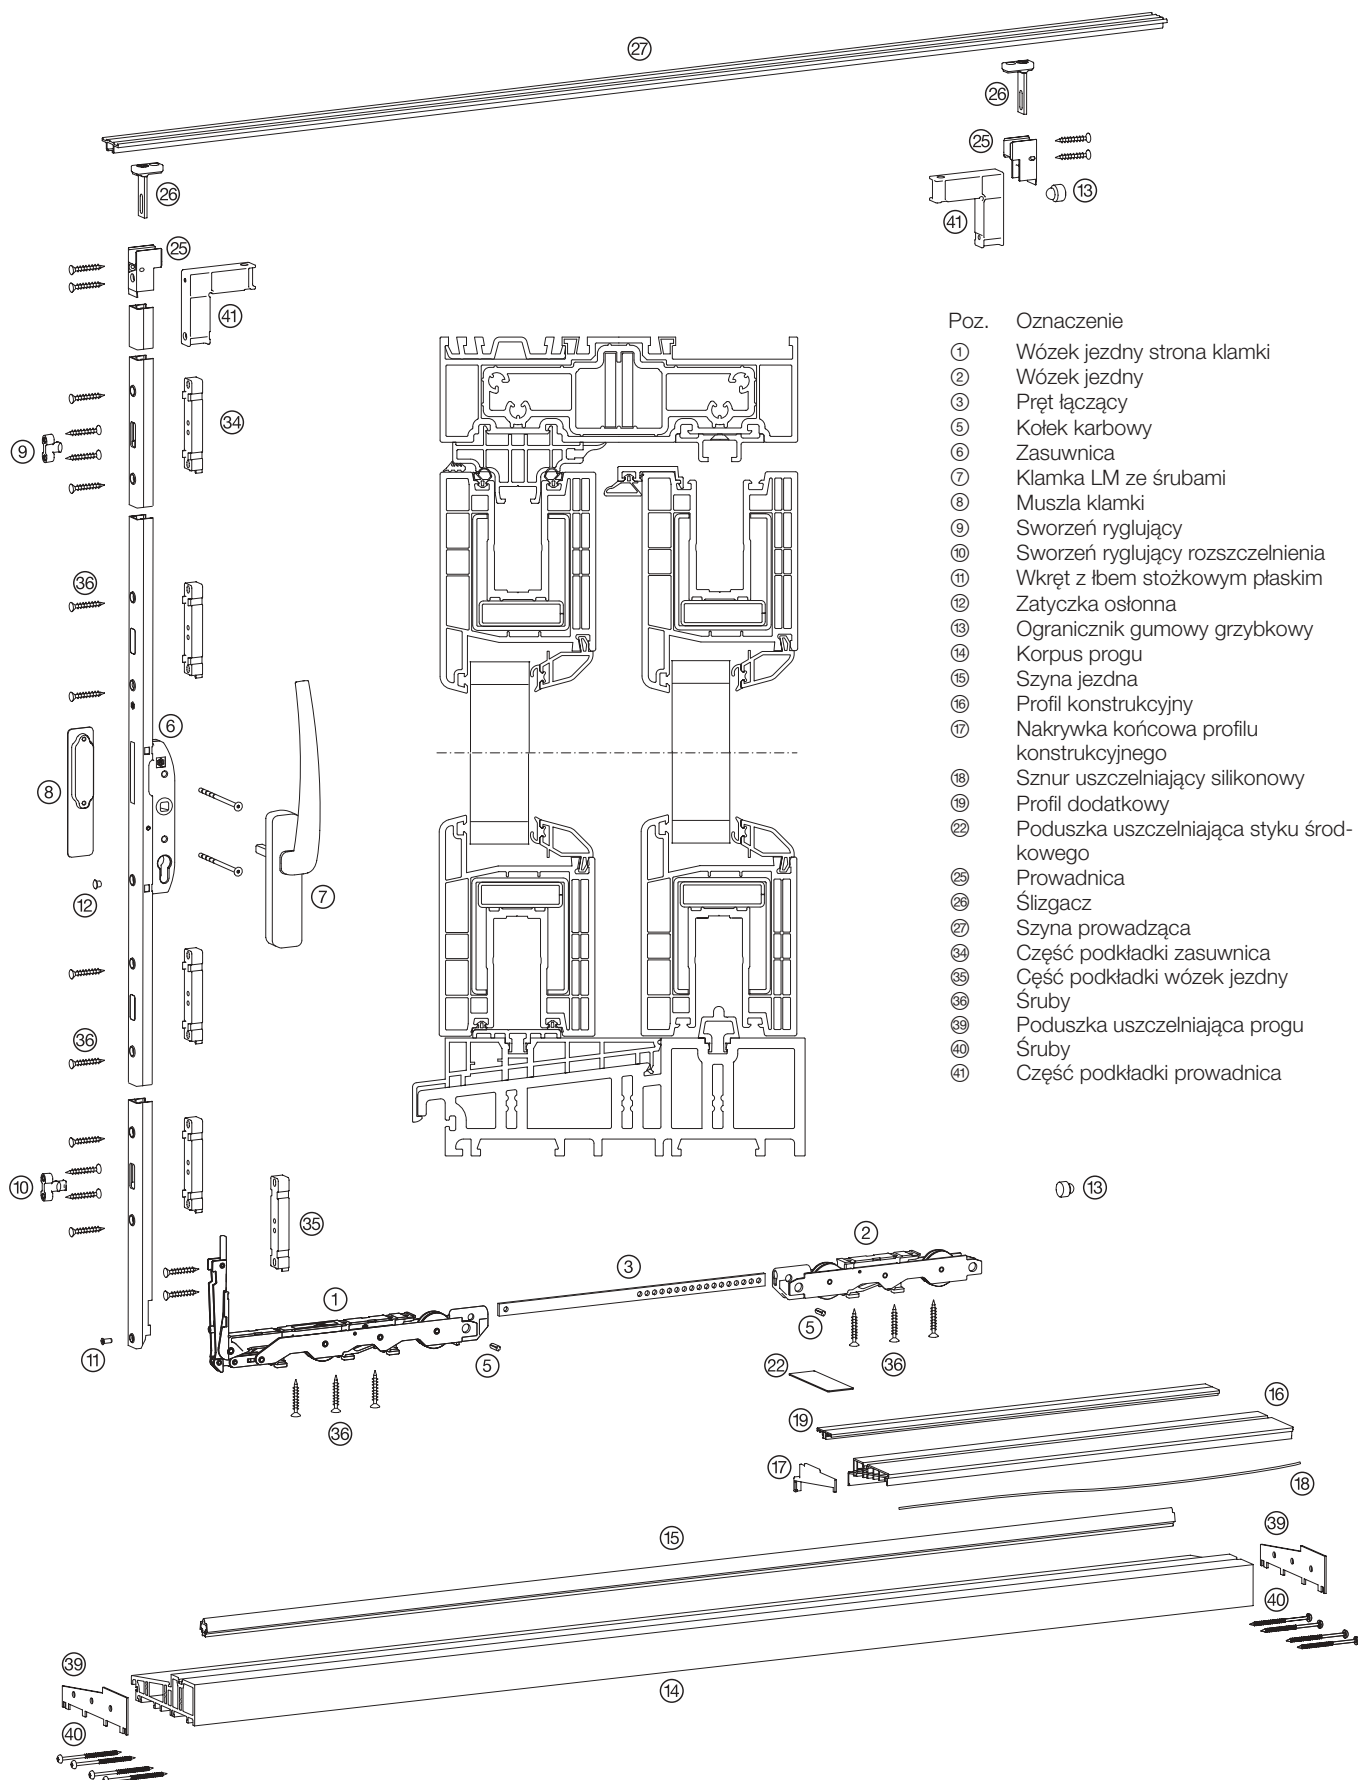 27
26
25
13
41
26
25
41
34
9
36
6
8
7
12
36
10
35
13
2
3
1
5
11
5
36
22
36
16
19
17
18
15
39
40
39
14
40
Poz. Oznaczenie
1 Wózek jezdny strona klamki
2 Wózek jezdny
3 Pręt łączący
5 Kołek karbowy
6 Zasuwnica
7 Klamka LM ze śrubami
8 Muszla klamki
9 Sworzeń ryglujący
10 Sworzeń ryglujący rozszczelnienia
11 Wkręt z łbem stożkowym płaskim
12 Zatyczka osłonna
13 Ogranicznik gumowy grzybkowy
14 Korpus progu
15 Szyna jezdna
16 Profil konstrukcyjny
17 Nakrywka końcowa profilu
konstrukcyjnego
18 Sznur uszczelniający silikonowy
19 Profil dodatkowy
22 Poduszka uszczelniająca styku środ-
kowego
25 Prowadnica
26 Ślizgacz
27 Szyna prowadząca
34 Część podkładki zasuwnica
35 Cęść podkładki wózek jezdny
36 Śruby
39 Poduszka uszczelniająca progu
40 Śruby
41 Część podkładki prowadnica